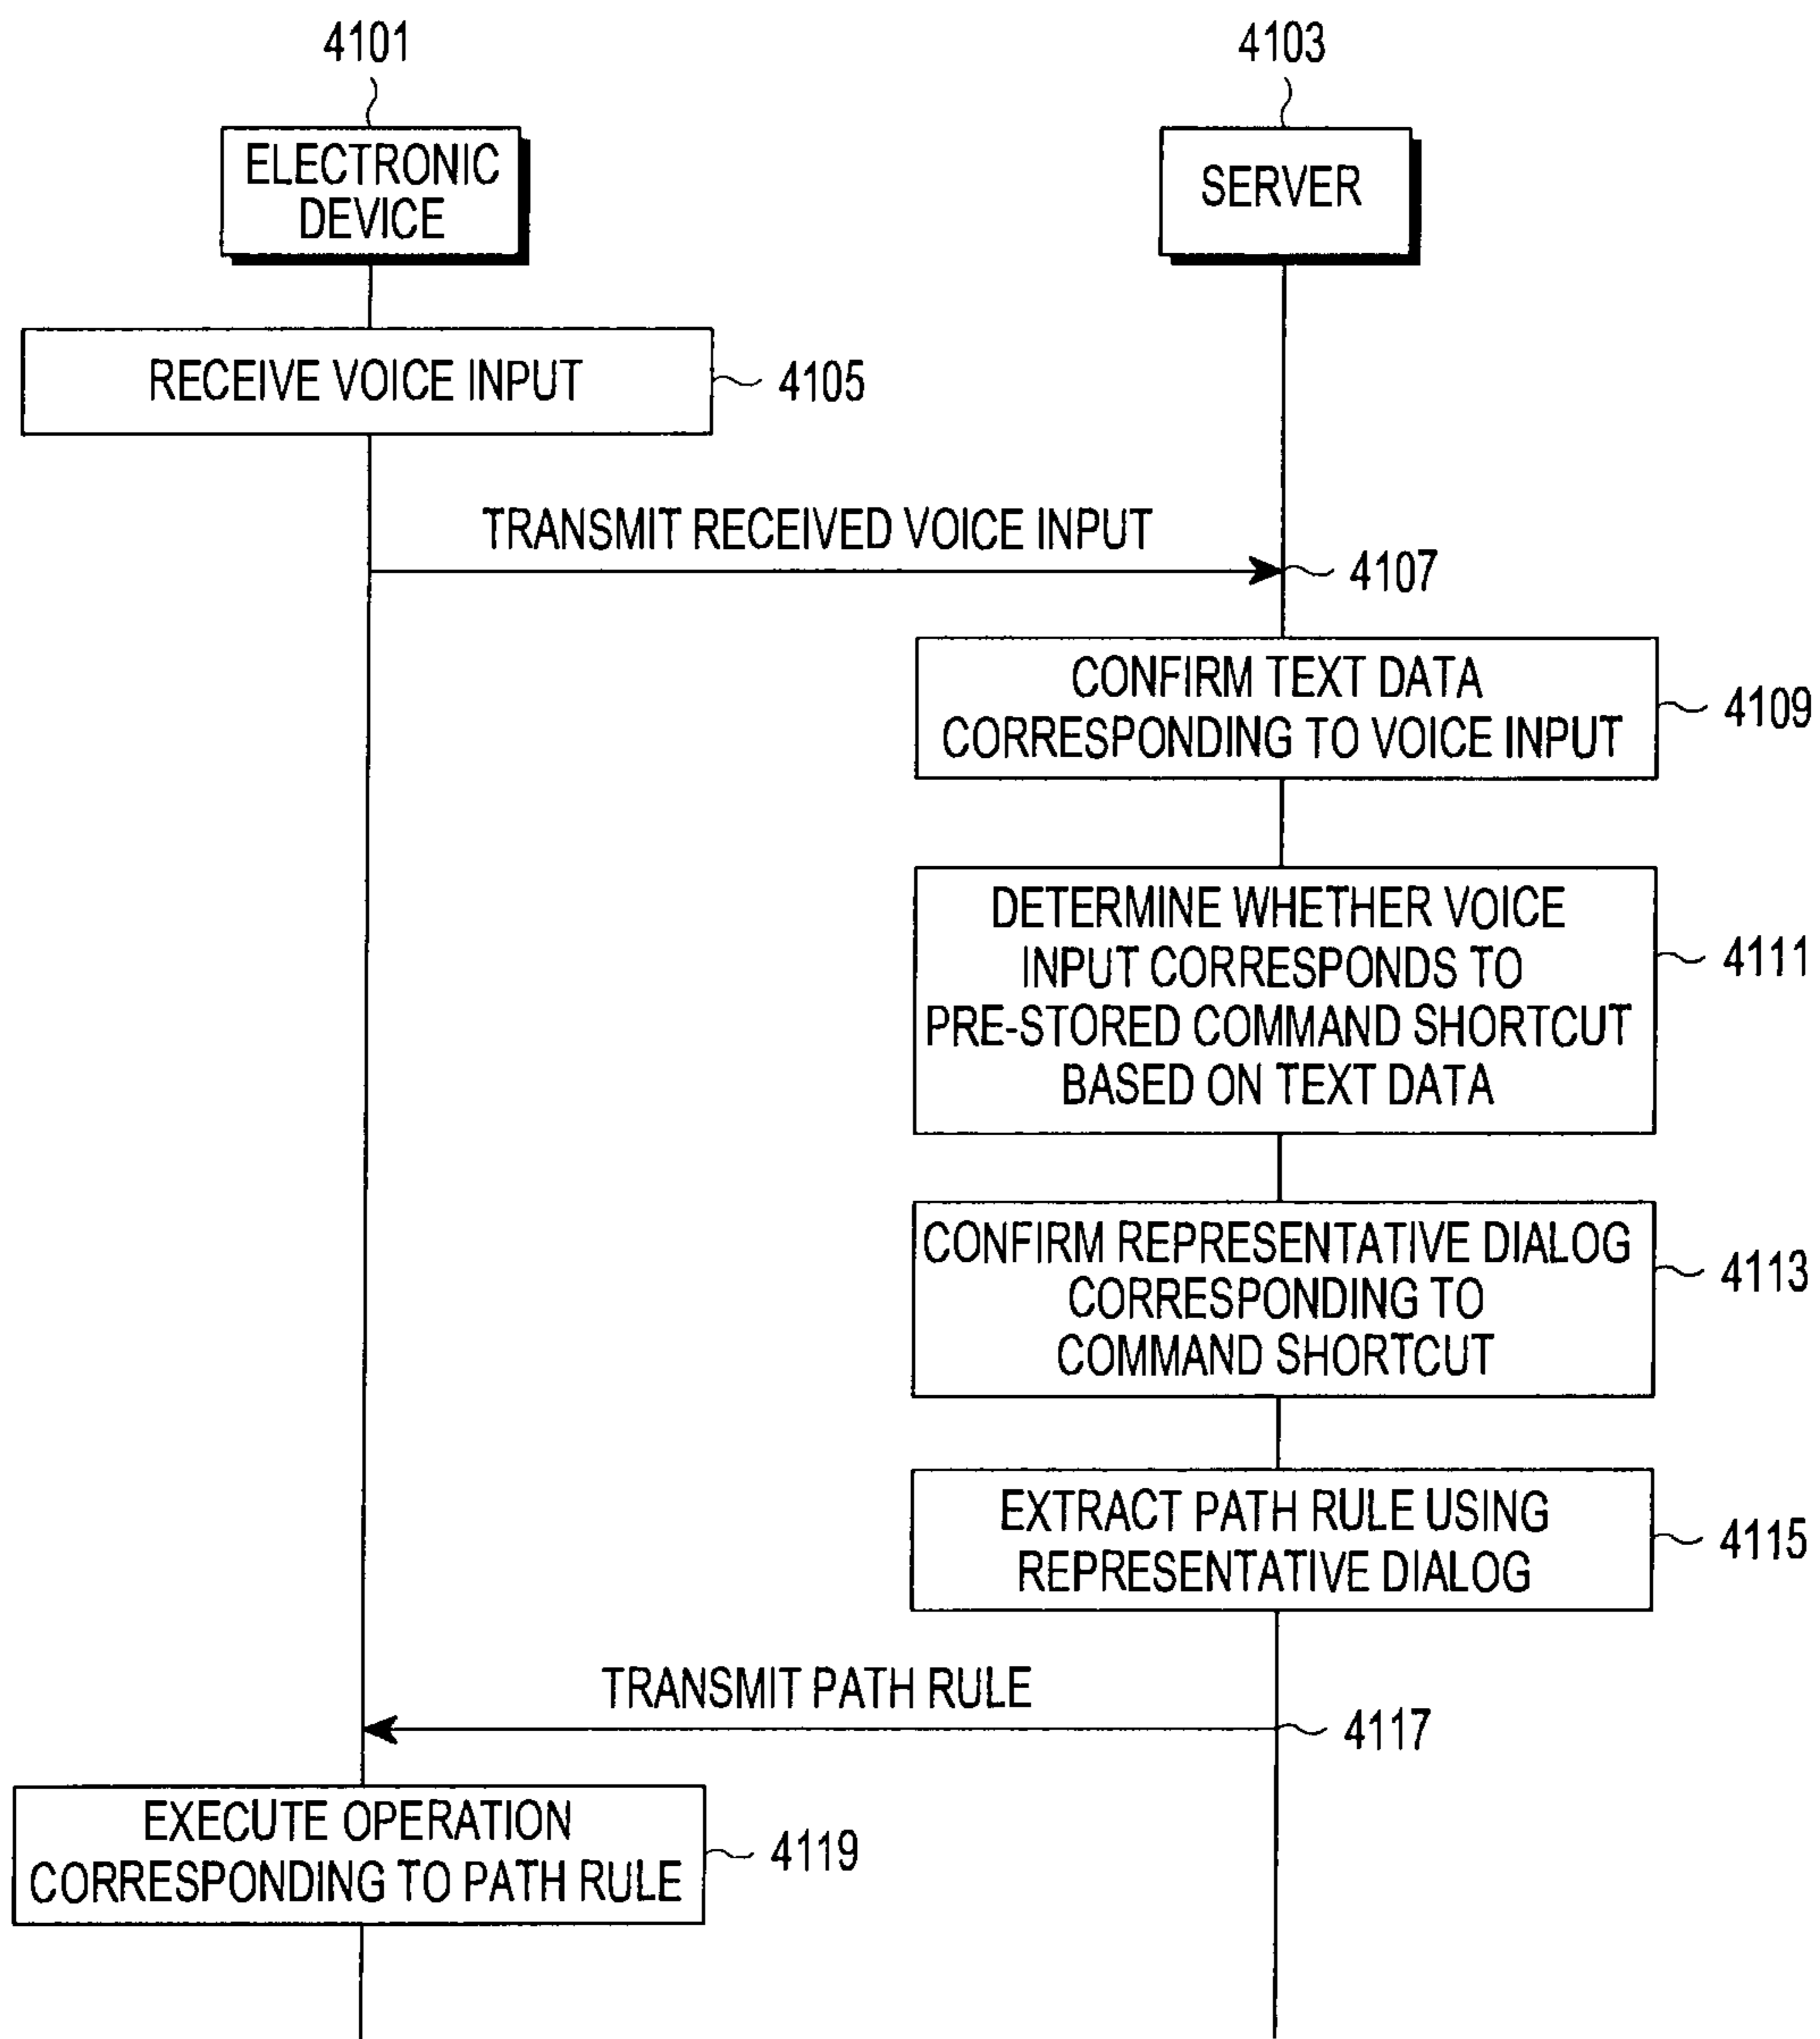 4101
4103
ELECTRONIC
DEVICE
SERVER
RECEIVE VOICE INPUT
4105
TRANSMIT RECEIVED VOICE INPUT
4107
CONFIRM TEXT DATA
CORRESPONDING TO VOICE INPUT
4109
DETERMINE WHETHER VOICE
INPUT CORRESPONDS TO
PRE-STORED COMMAND SHORTCUT
BASED ON TEXT DATA
4111
CONFIRM REPRESENTATIVE DIALOG
CORRESPONDING TO
COMMAND SHORTCUT
4113
EXTRACT PATH RULE USING
REPRESENTATIVE DIALOG
4115
TRANSMIT PATH RULE
4117
EXECUTE OPERATION
CORRESPONDING TO PATH RULE
4119